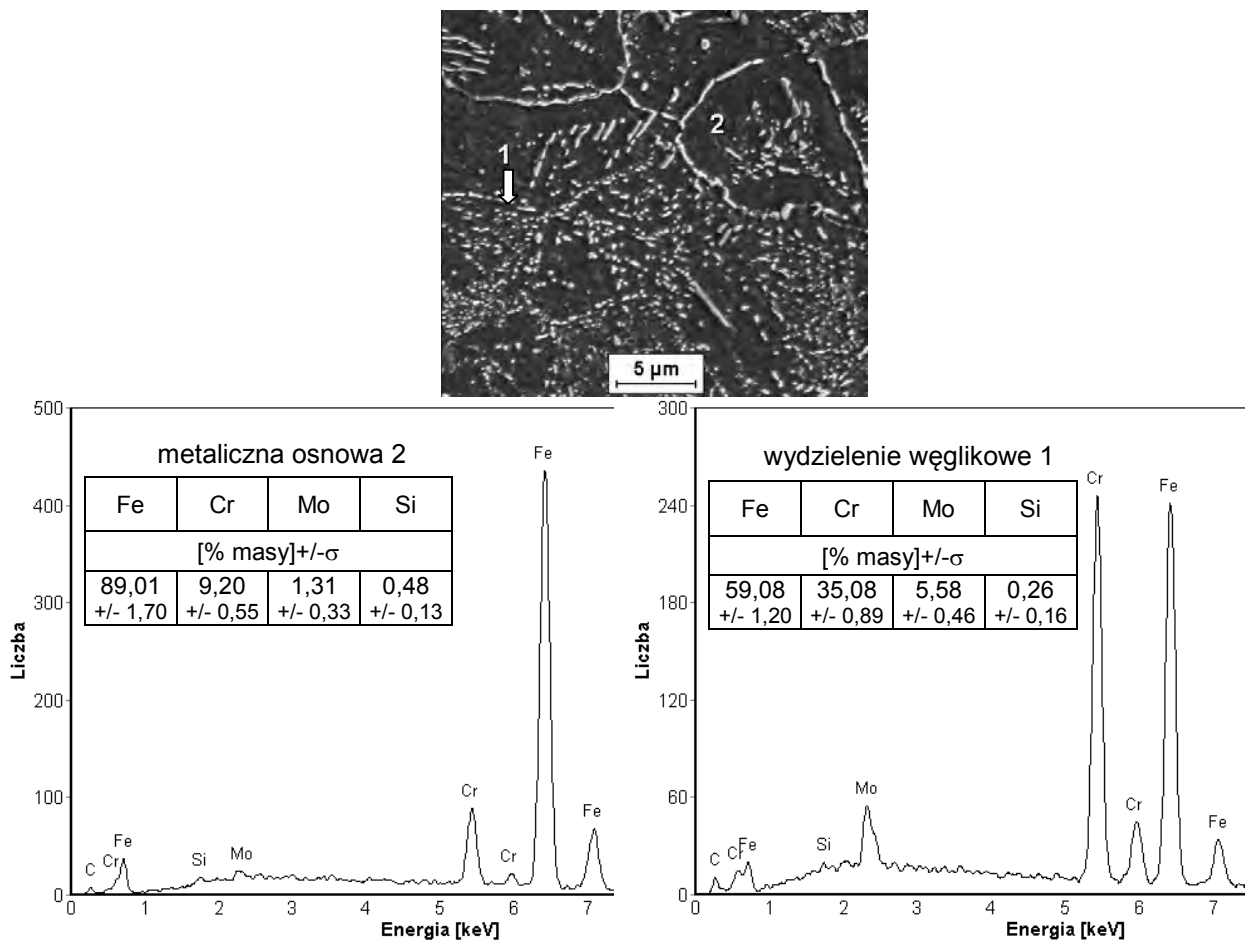 2
1
5 µm
500
400
300
200
100
0
Liczba
metaliczna osnowa 2
Fe Cr Mo Si
[% masy]+/-σ
89,01 9,20 1,31 0,48
+/- 1,70 +/- 0,55 +/- 0,33 +/- 0,13
Fe
Cr
Cr
Fe
C
Cr
Fe
Si
Mo
0 1 2 3 4 5 6 7
Energia [keV]
300
240
180
120
60
0
Liczba
wydzielenie węglikowe 1
Fe Cr Mo Si
[% masy]+/-σ
59,08 35,08 5,58 0,26
+/- 1,20 +/- 0,89 +/- 0,46 +/- 0,16
Cr
Fe
Mo
Cr
Fe
C
Cr
Fe
Si
0 1 2 3 4 5 6 7
Energia [keV]